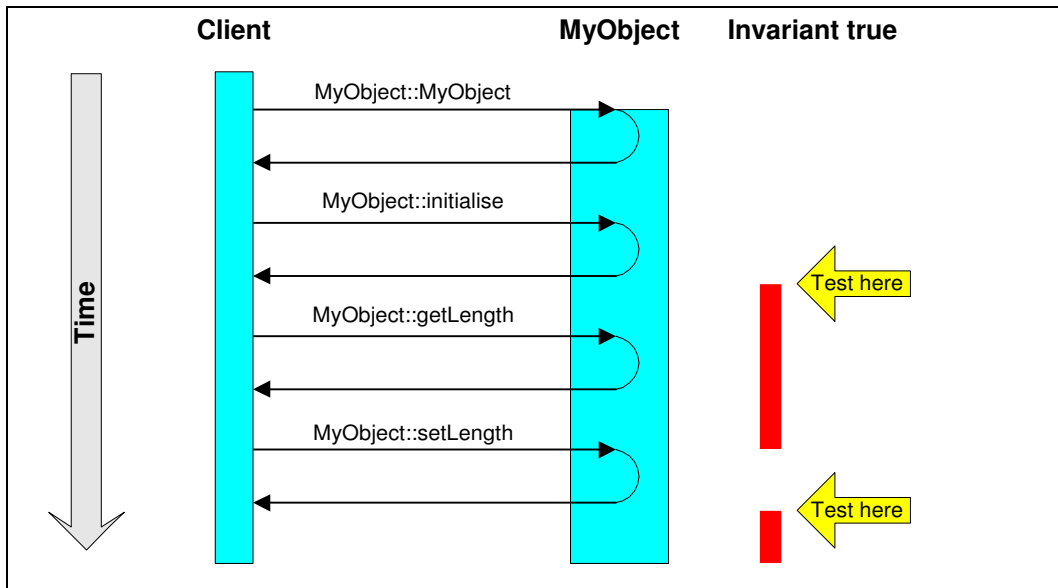 Client
MyObject
Invariant true
MyObject::MyObject
MyObject::initialise
Test here
Time
MyObject::getLength
MyObject::setLength
Test here